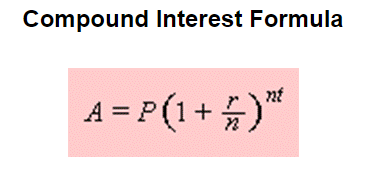 Compound Interest Formula
A = P(1 + r/n)^nt